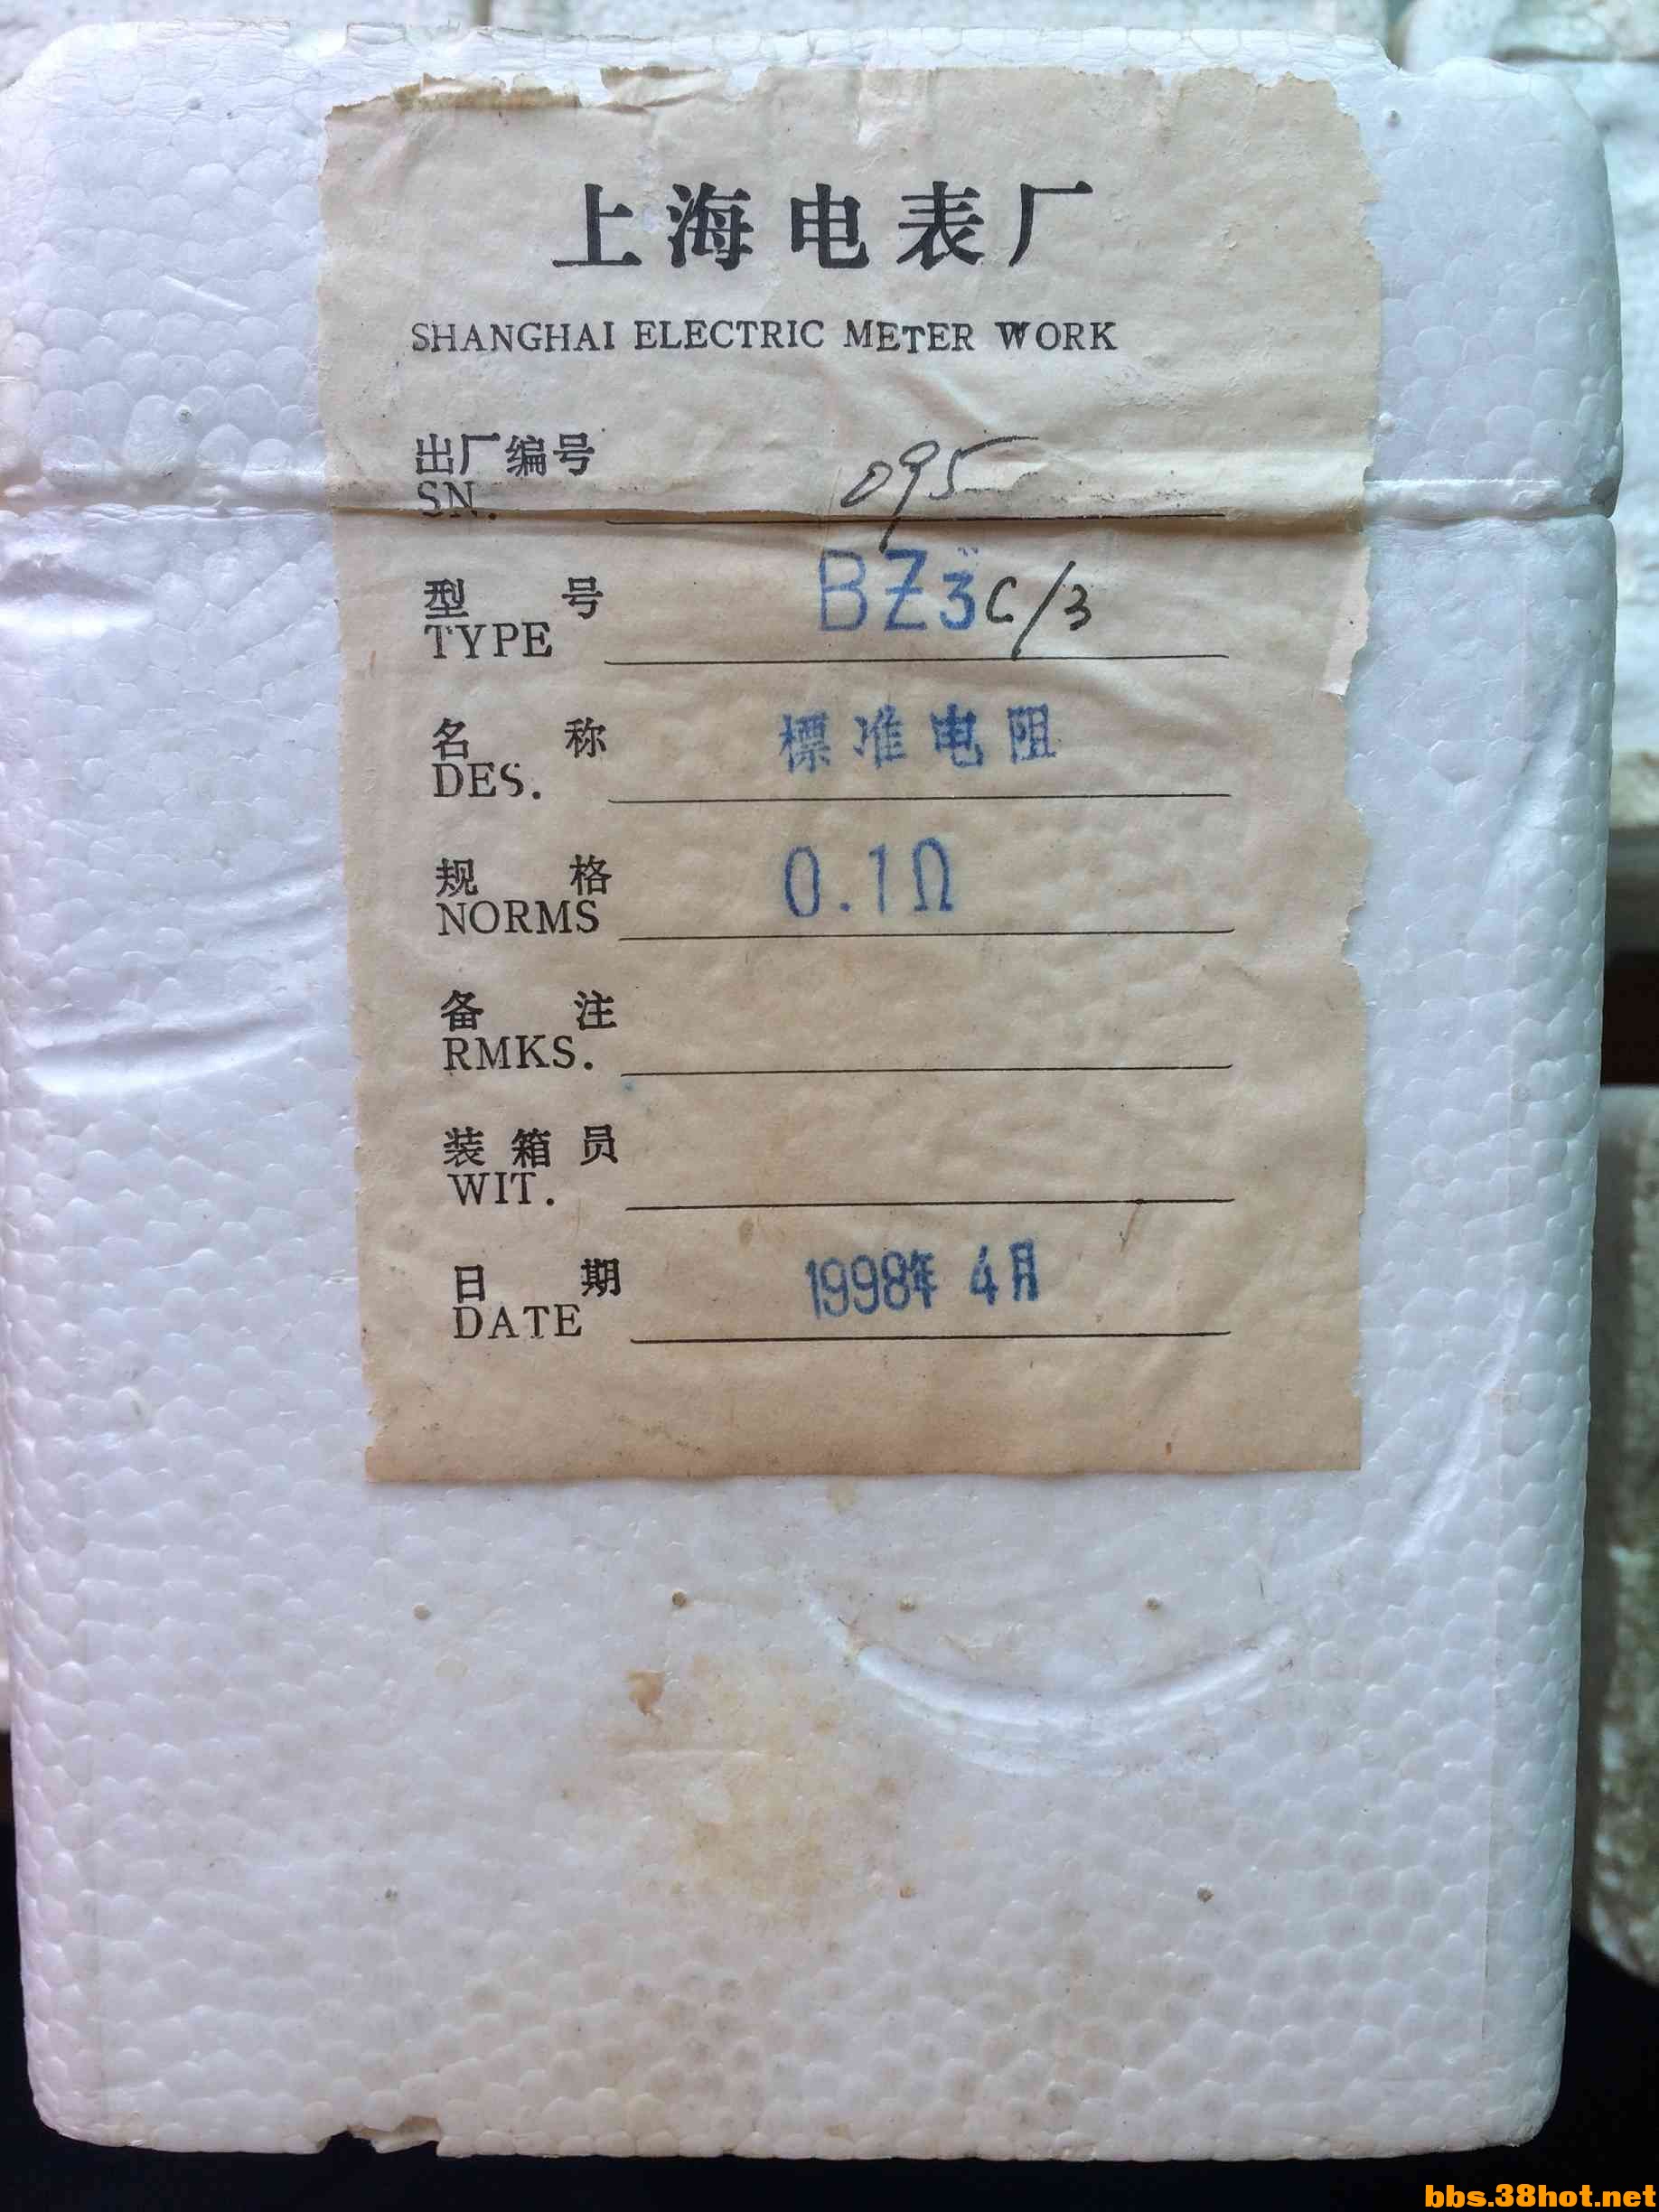 上海电表厂
SHANGHAI ELECTRIC METER WORK
出厂编号 095
SN.
型号 BZ3C/3
TYPE
名称 標准电阻
DES.
规格 0.1Ω
NORMS
备注
RMKS.
装箱员
WIT.
日期 1998年4月
DATE
bbs.38hot.net